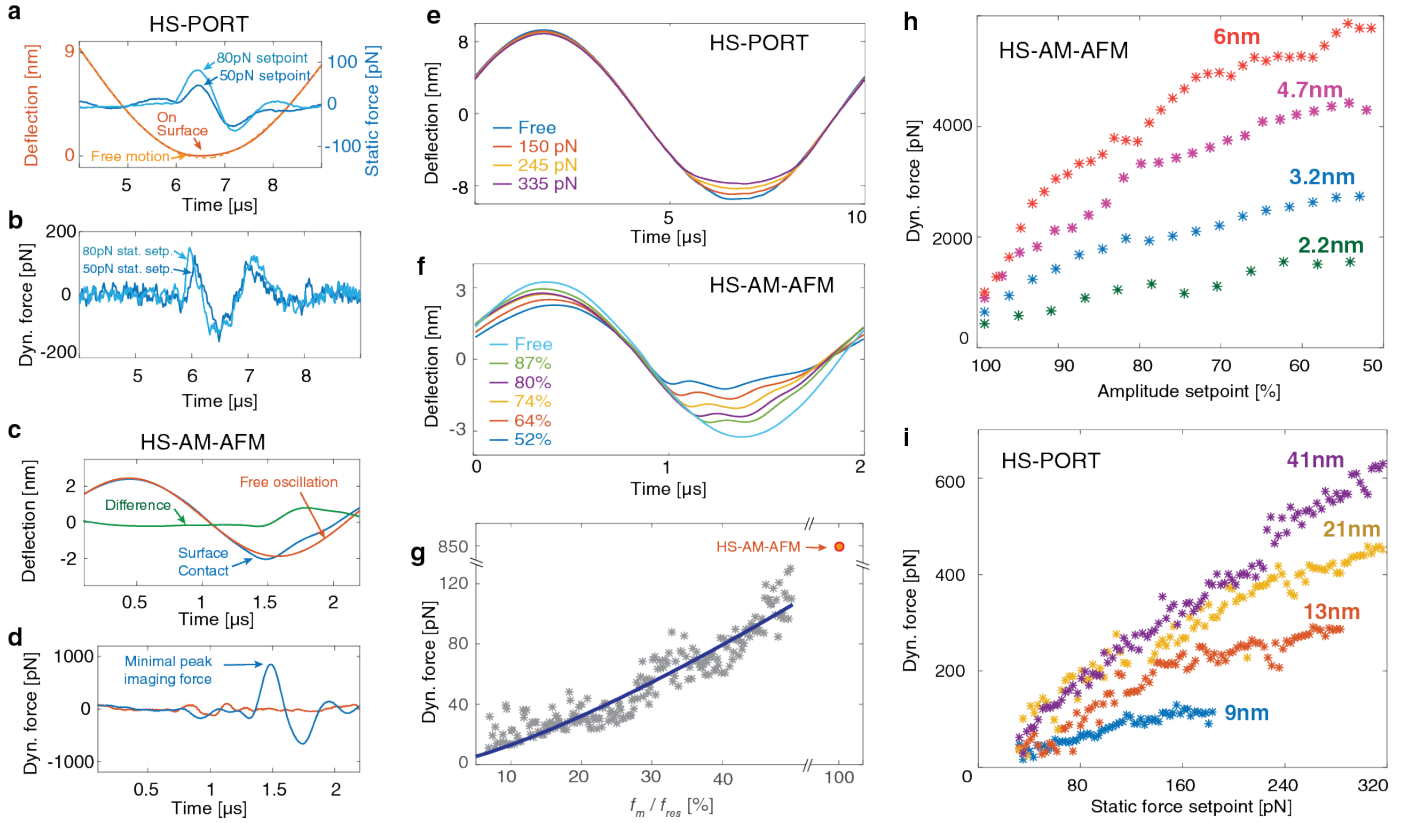 a
HS-PORT
Deflection [nm]
9
0
80pN setpoint
50pN setpoint
On
Surface
Free motion
100
0
-100
Static force [pN]
5
6
7
8
Time [µs]
b
Dyn. force [pN]
200
0
-200
80pN stat. setp.
50pN stat. setp.
5
6
7
8
Time [µs]
c
HS-AM-AFM
Deflection [nm]
2
0
-2
Free oscillation
Difference
Surface
Contact
0.5
1
1.5
2
Time [µs]
d
Dyn. force [pN]
1000
0
-1000
Minimal peak
imaging force
0.5
1
1.5
2
Time [µs]
e
HS-PORT
Deflection [nm]
8
0
-8
Free
150 pN
245 pN
335 pN
5
10
Time [µs]
f
HS-AM-AFM
Deflection [nm]
3
0
-3
Free
87%
80%
74%
64%
52%
0
1
2
Time [µs]
g
Dyn. force [pN]
850
120
80
40
0
HS-AM-AFM
10
20
30
40
100
fm / fres [%]
h
HS-AM-AFM
Dyn. force [pN]
4000
2000
0
6nm
4.7nm
3.2nm
2.2nm
100
90
80
70
60
50
Amplitude setpoint [%]
i
HS-PORT
Dyn. force [pN]
600
400
200
0
41nm
21nm
13nm
9nm
80
160
240
320
Static force setpoint [pN]